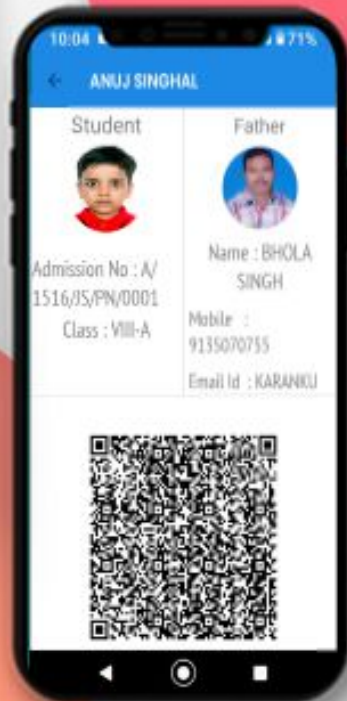 10:04
71%
ANUJ SINGHAL
Student
Father
Admission No : A/
1516/JS/PN/0001
Class : VIII-A
Name : BHOLA
SINGH
Mobile :
9135070755
Email Id : KARANKU